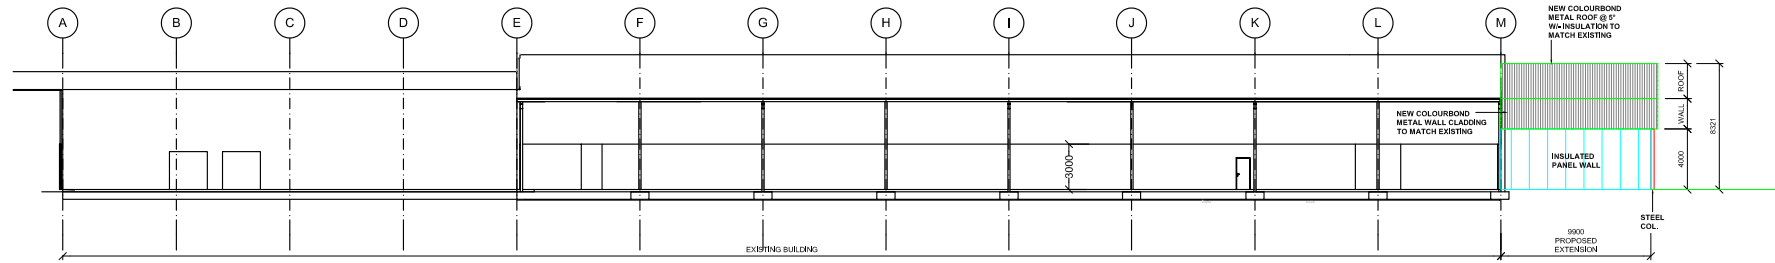 A
B
C
D
E
F
G
H
I
J
K
L
M
NEW COLOURBOND
METAL ROOF @ 5°
W/- INSULATION TO
MATCH EXISTING
NEW COLOURBOND
METAL WALL CLADDING
TO MATCH EXISTING
ROOF
WALL
4000
8321
3000
INSULATED
PANEL WALL
STEEL
COL.
EXISTING BUILDING
9900
PROPOSED
EXTENSION